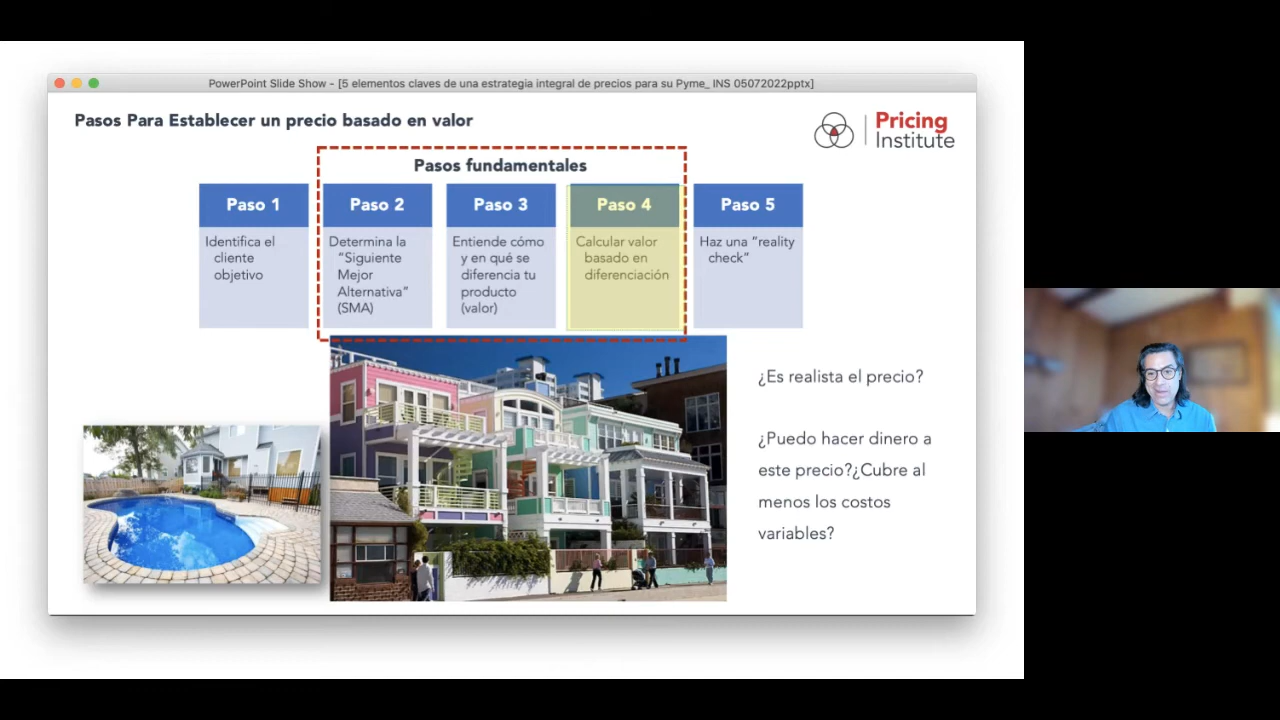 PowerPoint Slide Show - [5 elementos claves de una estrategia integral de precios para su Pyme_ INS 05072022pptx]
Pasos Para Establecer un precio basado en valor
Pricing
Institute
Pasos fundamentales
Paso 1
Identifica el
cliente
objetivo
Paso 2
Determina la
“Siguiente
Mejor
Alternativa”
(SMA)
Paso 3
Entiende cómo
y en qué se
diferencia tu
producto
(valor)
Paso 4
Calcular valor
basado en
diferenciación
Paso 5
Haz una “reality
check”
¿Es realista el precio?
¿Puedo hacer dinero a
este precio?¿Cubre al
menos los costos
variables?